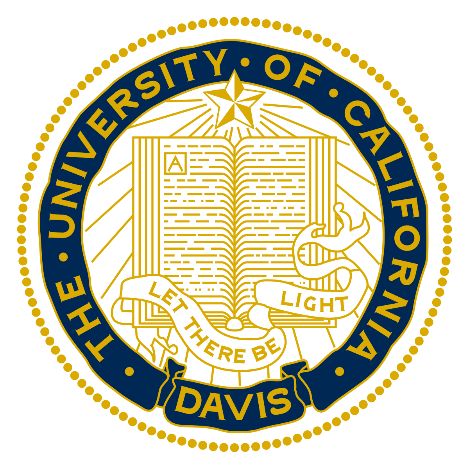 THE · UNIVERSITY · OF · CALIFORNIA
A
LET THERE BE
LIGHT
DAVIS